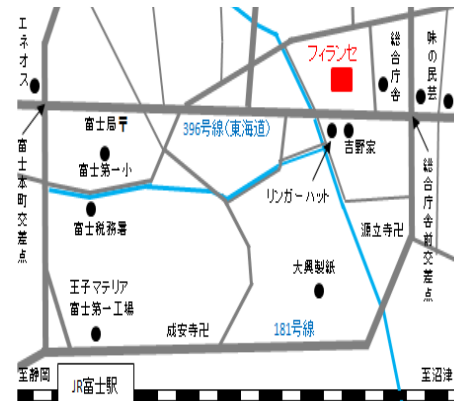 エネオス
フィランセ
総合庁舎
味の民芸
富士局〒
396号線(東海道)
吉野家
富士第一小
リンガーハット
富士本町交差点
総合庁舎前交差点
富士税務署
源立寺卍
大興製紙
王子マテリア
富士第一工場
成安寺卍
181号線
至静岡
JR富士駅
至沼津